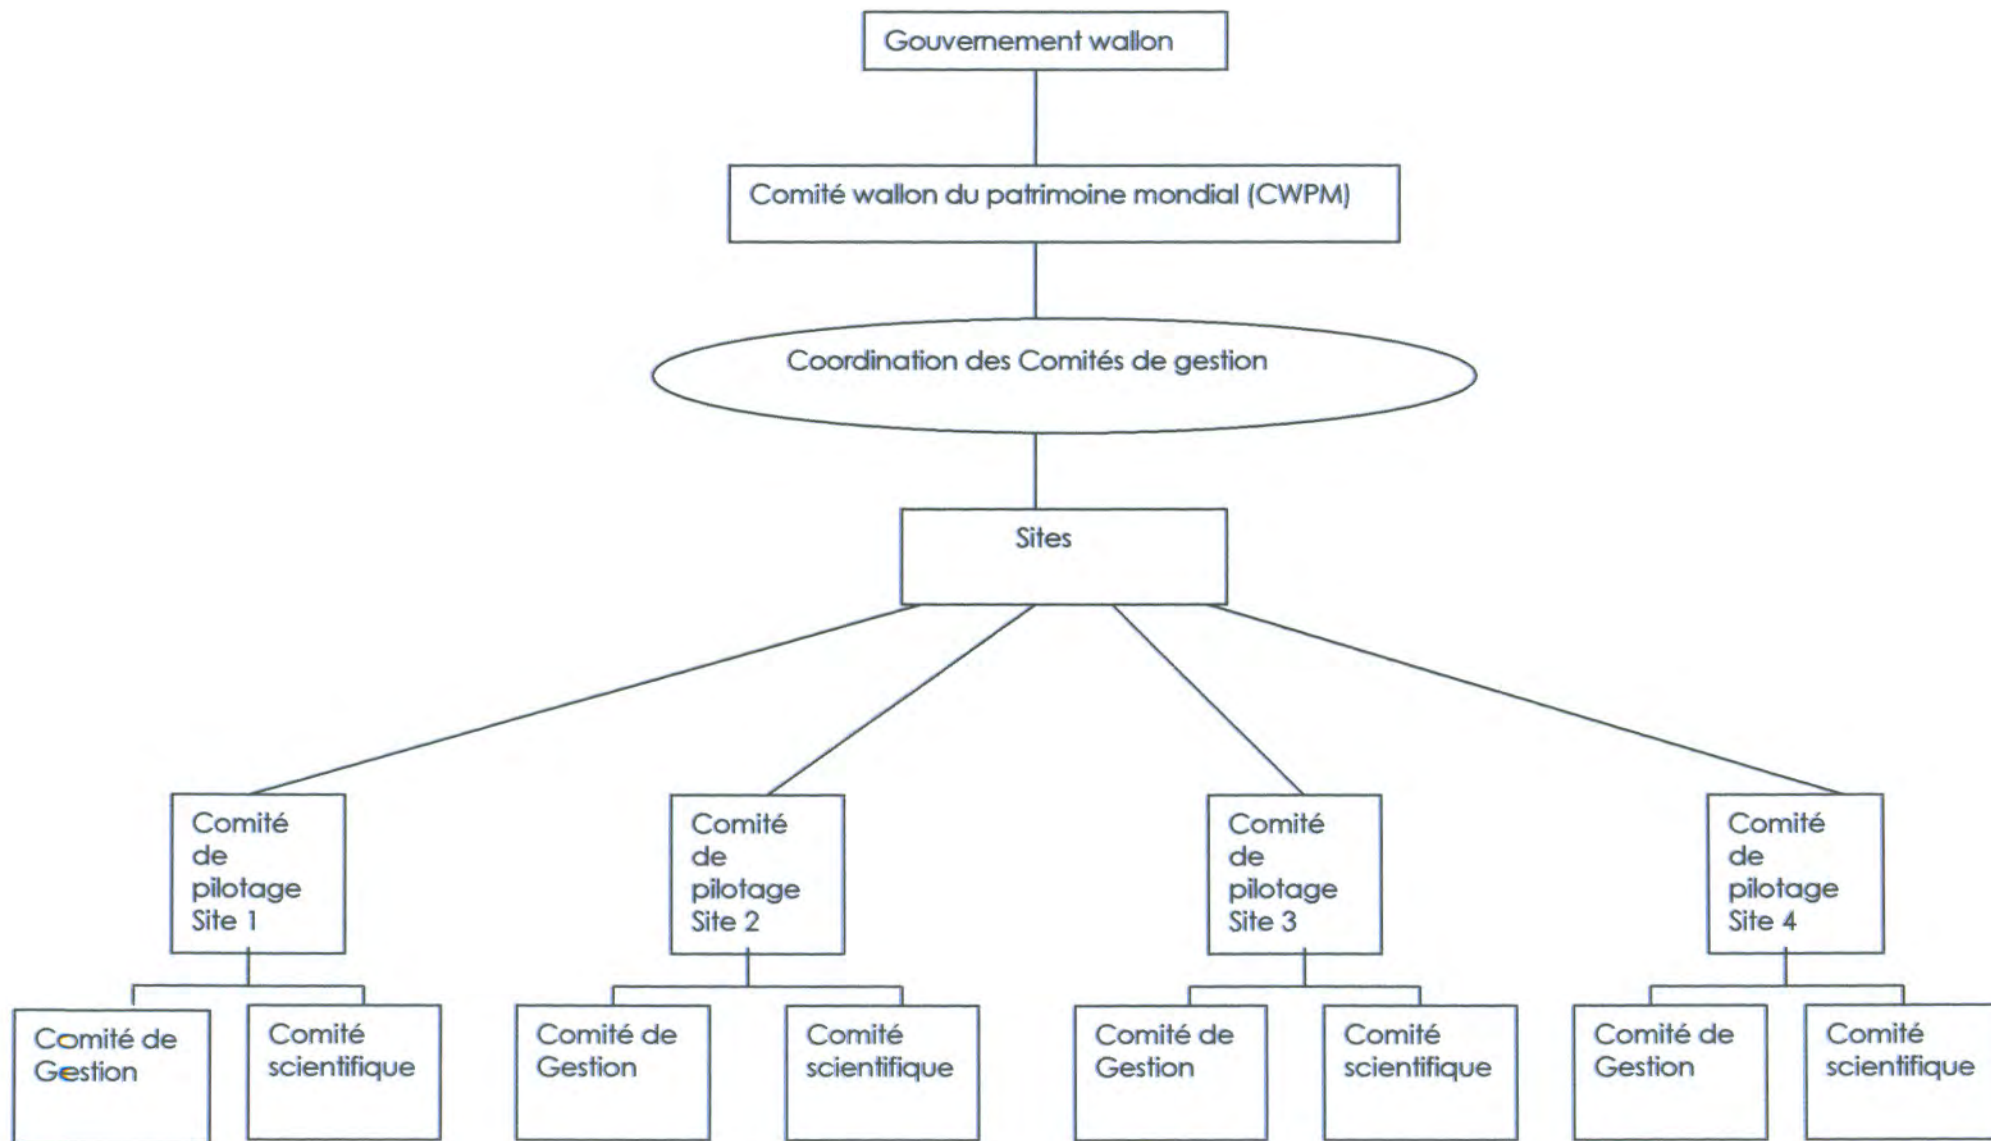 Gouvernement wallon
Comité wallon du patrimoine mondial (CWPM)
Coordination des Comités de gestion
Sites
Comité
de
pilotage
Site 1
Comité
de
pilotage
Site 2
Comité
de
pilotage
Site 3
Comité
de
pilotage
Site 4
Comité de
Gestion
Comité
scientifique
Comité de
Gestion
Comité
scientifique
Comité de
Gestion
Comité
scientifique
Comité de
Gestion
Comité
scientifique